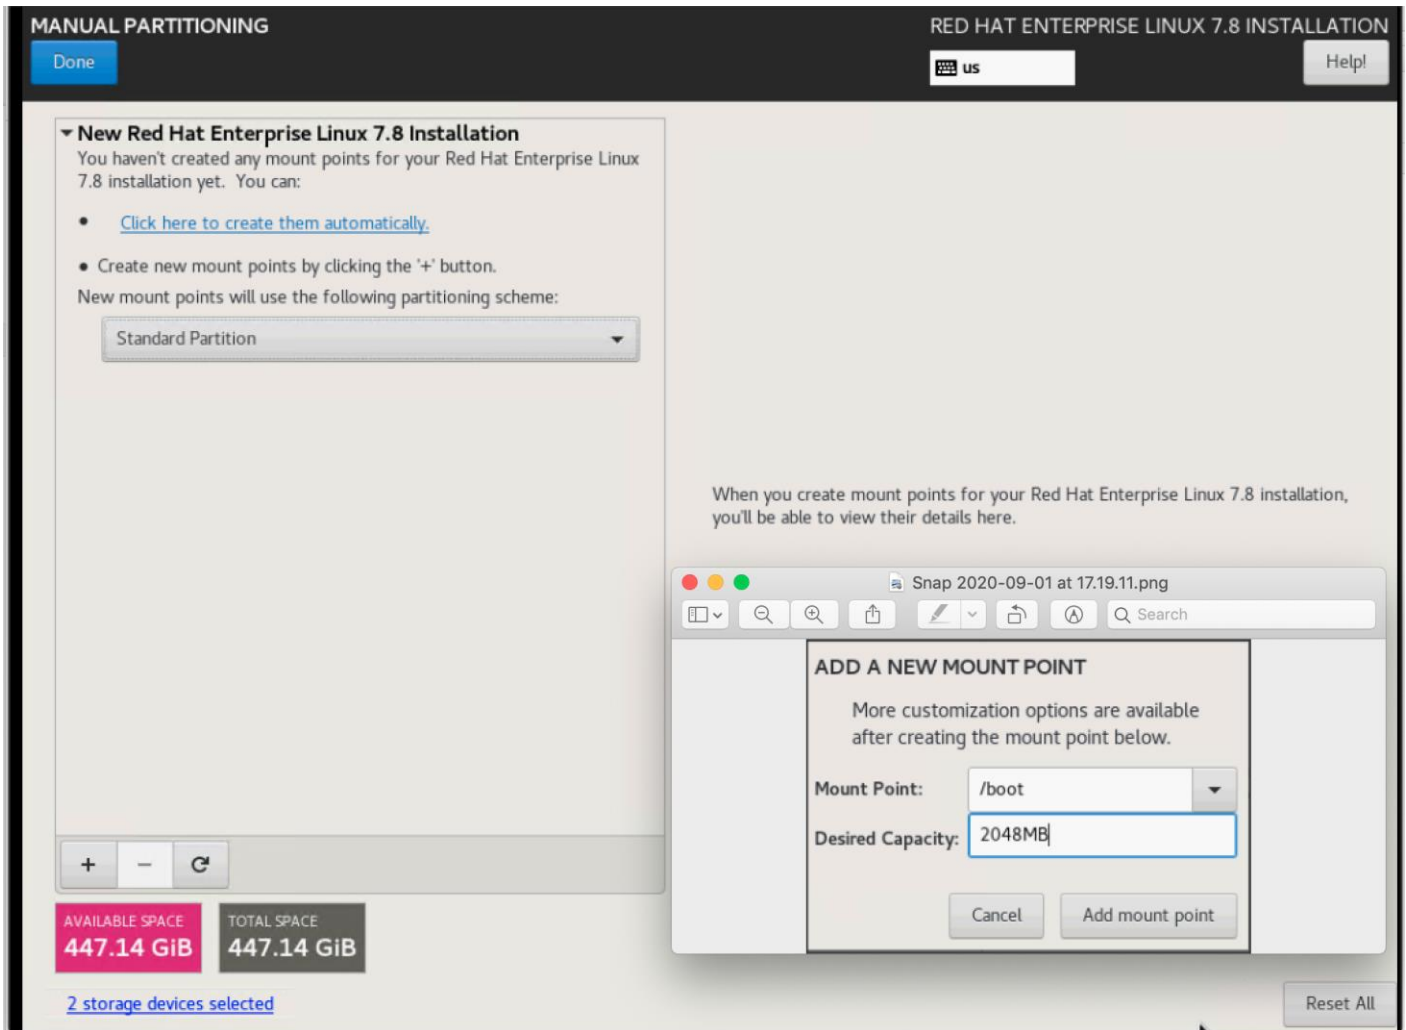 MANUAL PARTITIONING
RED HAT ENTERPRISE LINUX 7.8 INSTALLATION
Done
us
Help!
New Red Hat Enterprise Linux 7.8 Installation
You haven't created any mount points for your Red Hat Enterprise Linux
7.8 installation yet. You can:
• Click here to create them automatically.
• Create new mount points by clicking the '+' button.
New mount points will use the following partitioning scheme:
Standard Partition
When you create mount points for your Red Hat Enterprise Linux 7.8 installation,
you'll be able to view their details here.
Snap 2020-09-01 at 17.19.11.png
Search
ADD A NEW MOUNT POINT
More customization options are available
after creating the mount point below.
Mount Point: /boot
Desired Capacity: 2048MB
Cancel Add mount point
+ −
AVAILABLE SPACE
447.14 GiB
TOTAL SPACE
447.14 GiB
2 storage devices selected
Reset All